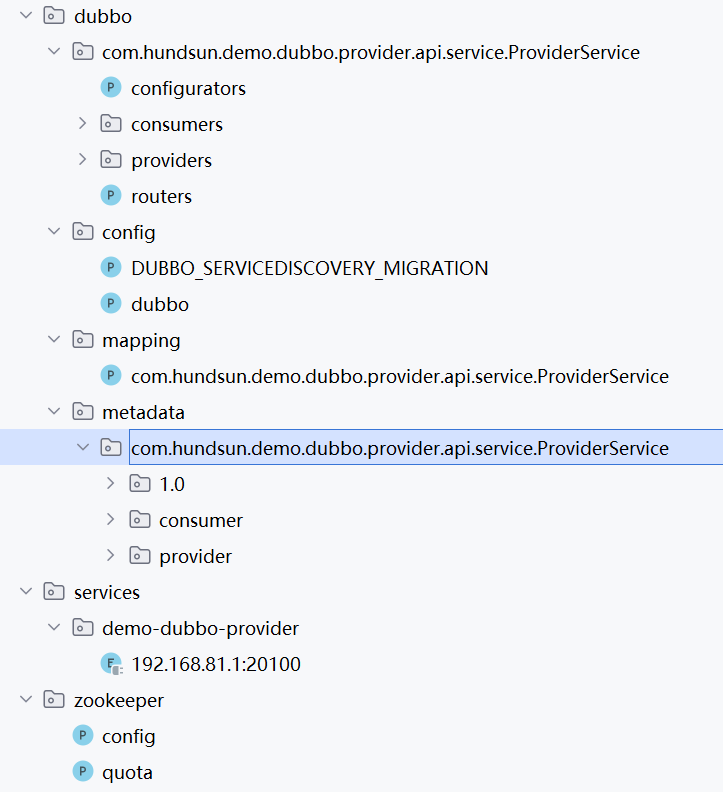 dubbo
com.hundsun.demo.dubbo.provider.api.service.ProviderService
P configurators
consumers
providers
P routers
config
P DUBBO_SERVICEDISCOVERY_MIGRATION
P dubbo
mapping
P com.hundsun.demo.dubbo.provider.api.service.ProviderService
metadata
com.hundsun.demo.dubbo.provider.api.service.ProviderService
1.0
consumer
provider
services
demo-dubbo-provider
E 192.168.81.1:20100
zookeeper
P config
P quota